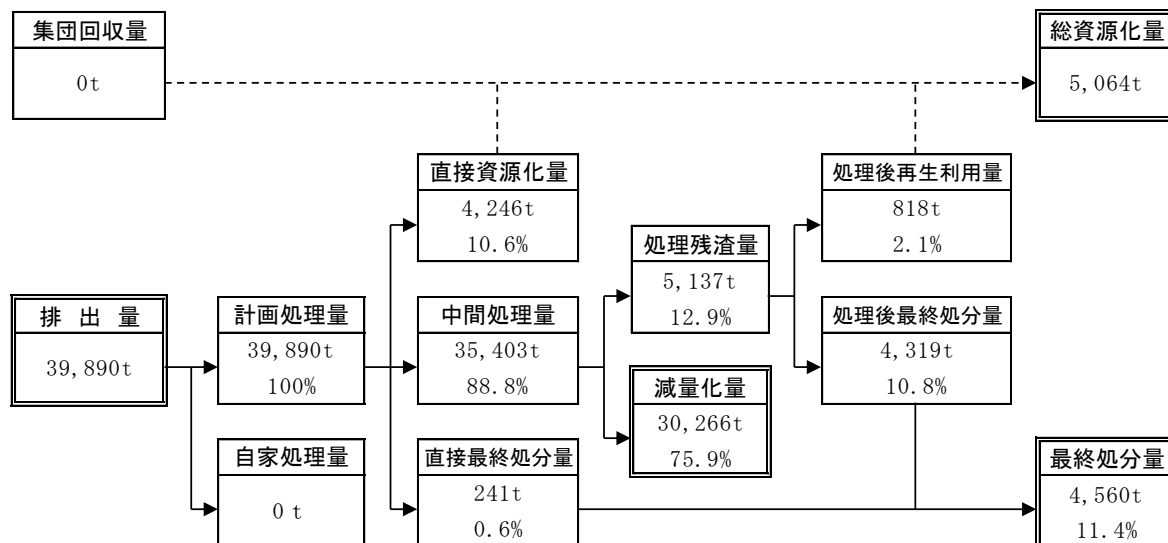 集団回収量
0t
総資源化量
5,064t
直接資源化量
4,246t
10.6%
処理後再生利用量
818t
2.1%
処理残渣量
5,137t
12.9%
排 出 量
39,890t
計画処理量
39,890t
100%
中間処理量
35,403t
88.8%
処理後最終処分量
4,319t
10.8%
減量化量
30,266t
75.9%
自家処理量
0 t
直接最終処分量
241t
0.6%
最終処分量
4,560t
11.4%